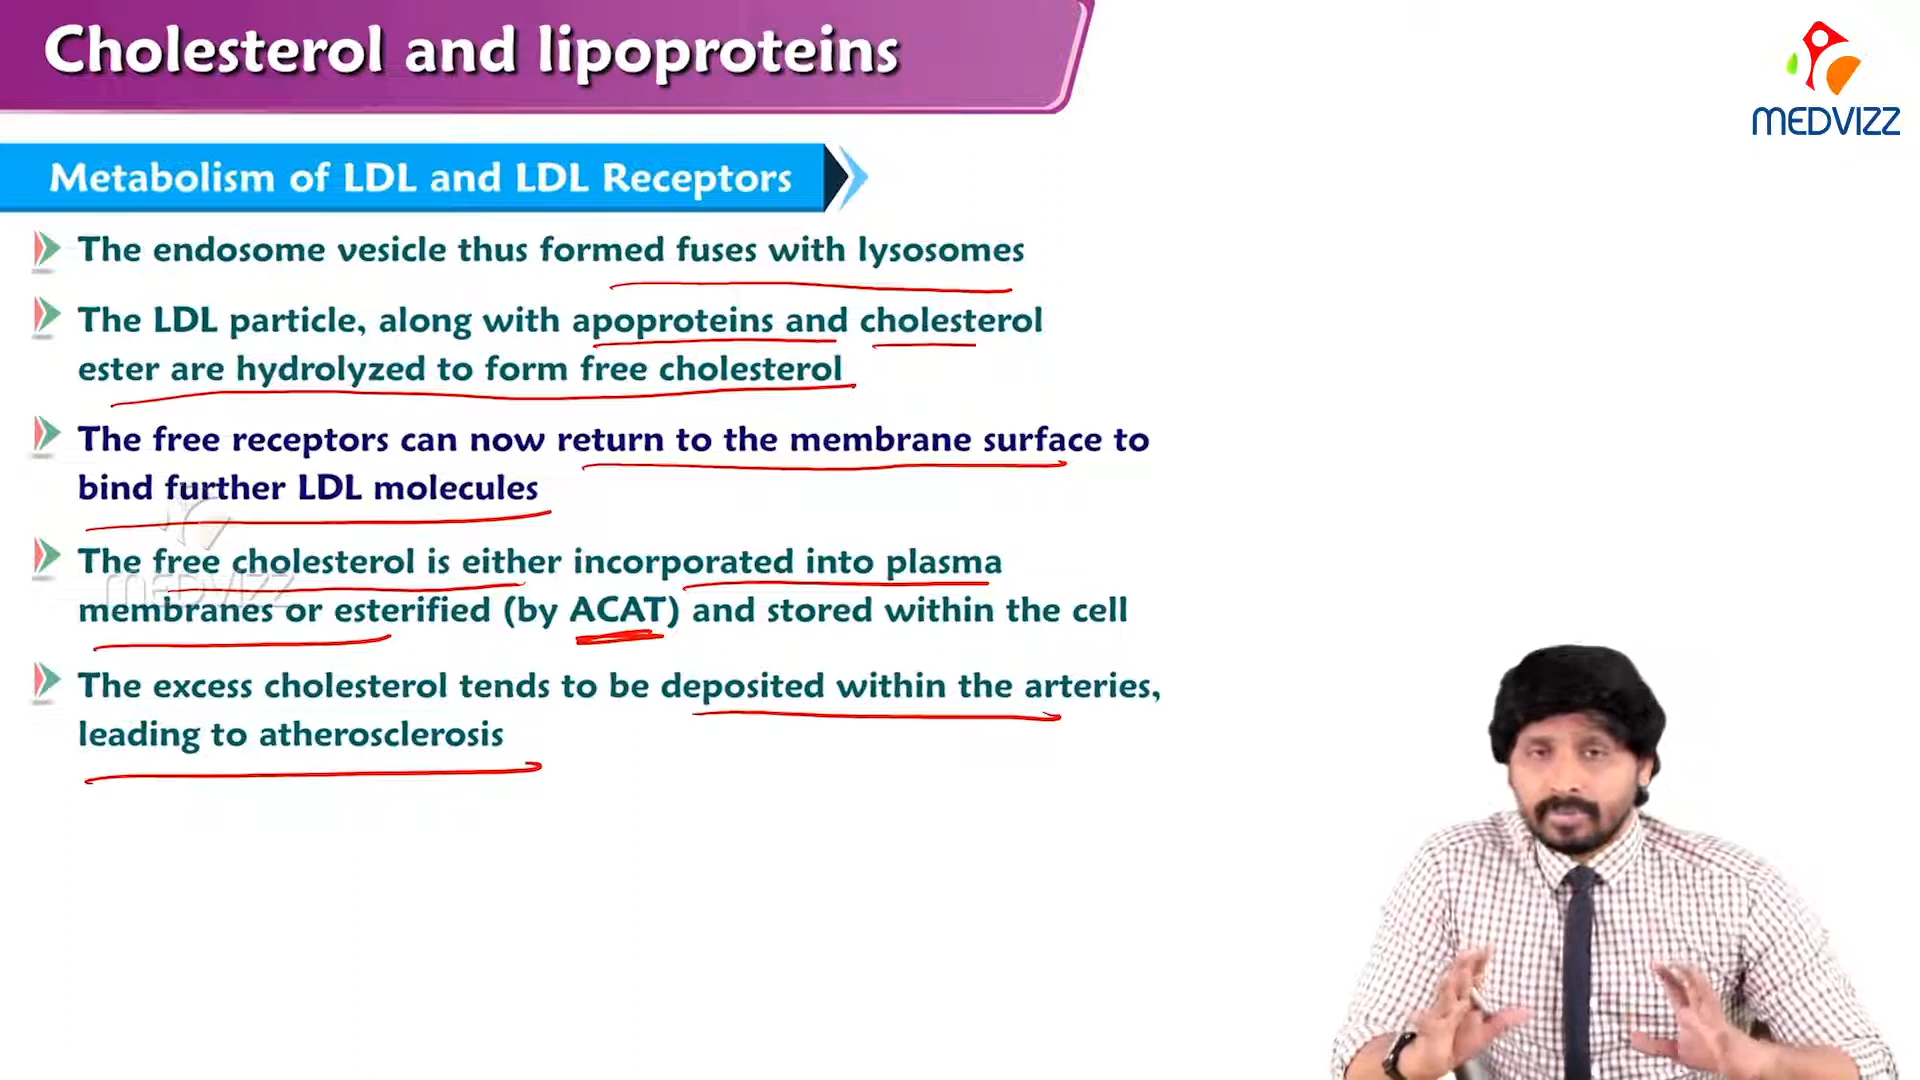 Cholesterol and lipoproteins
MEDVIZZ
Metabolism of LDL and LDL Receptors
The endosome vesicle thus formed fuses with lysosomes
The LDL particle, along with apoproteins and cholesterol
ester are hydrolyzed to form free cholesterol
The free receptors can now return to the membrane surface to
bind further LDL molecules
The free cholesterol is either incorporated into plasma
membranes or esterified (by ACAT) and stored within the cell
The excess cholesterol tends to be deposited within the arteries,
leading to atherosclerosis
MEDVIZZ